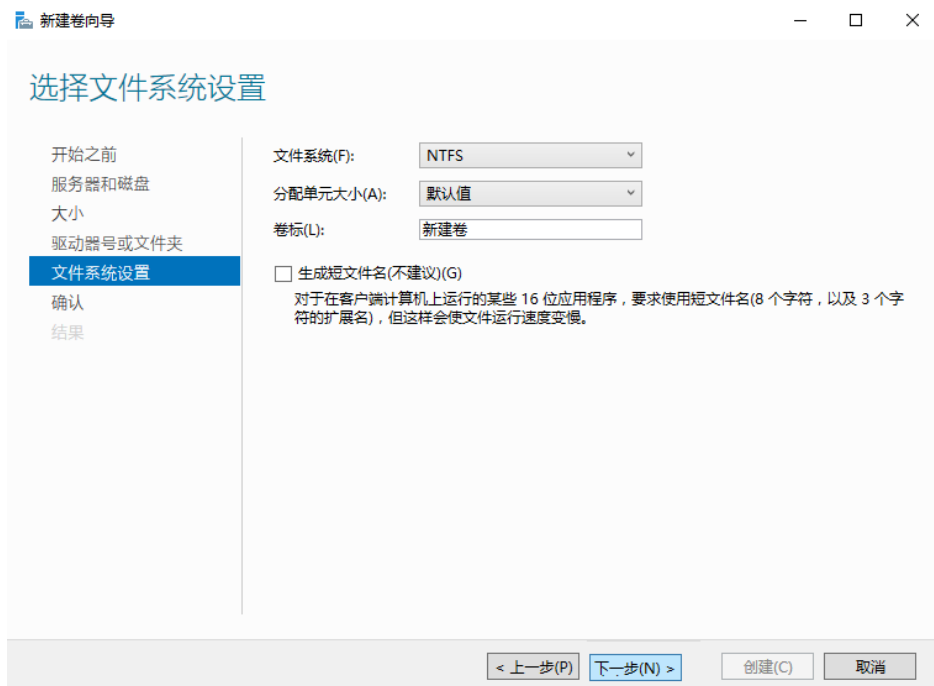 新建卷向导
选择文件系统设置
开始之前
服务器和磁盘
大小
驱动器号或文件夹
文件系统设置
确认
结果
文件系统(F):
NTFS
分配单元大小(A):
默认值
卷标(L):
新建卷
生成短文件名(不建议)(G)
对于在客户端计算机上运行的某些 16 位应用程序，要求使用短文件名(8 个字符，以及 3 个字
符的扩展名)，但这样会使文件运行速度变慢。
< 上一步(P)
下一步(N) >
创建(C)
取消